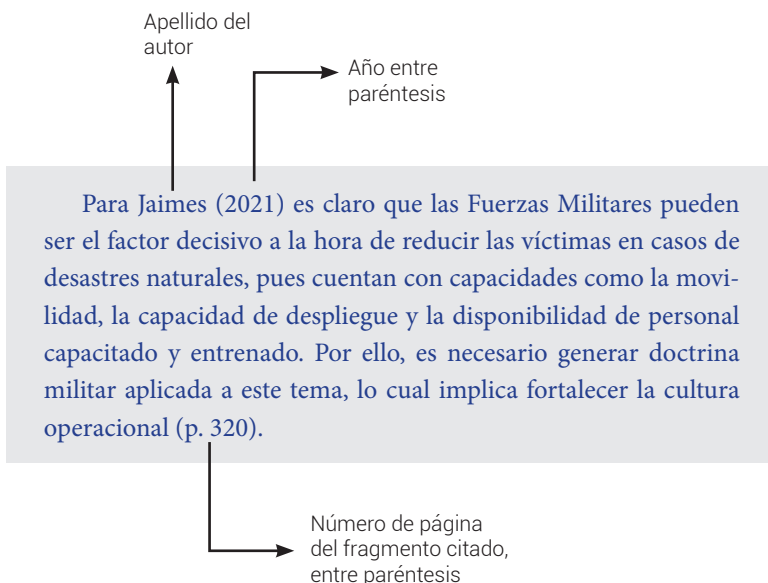 Apellido del
autor
Año entre
paréntesis
Para Jaimes (2021) es claro que las Fuerzas Militares pueden
ser el factor decisivo a la hora de reducir las víctimas en casos de
desastres naturales, pues cuentan con capacidades como la movi-
lidad, la capacidad de despliegue y la disponibilidad de personal
capacitado y entrenado. Por ello, es necesario generar doctrina
militar aplicada a este tema, lo cual implica fortalecer la cultura
operacional (p. 320).
Número de página
del fragmento citado,
entre paréntesis